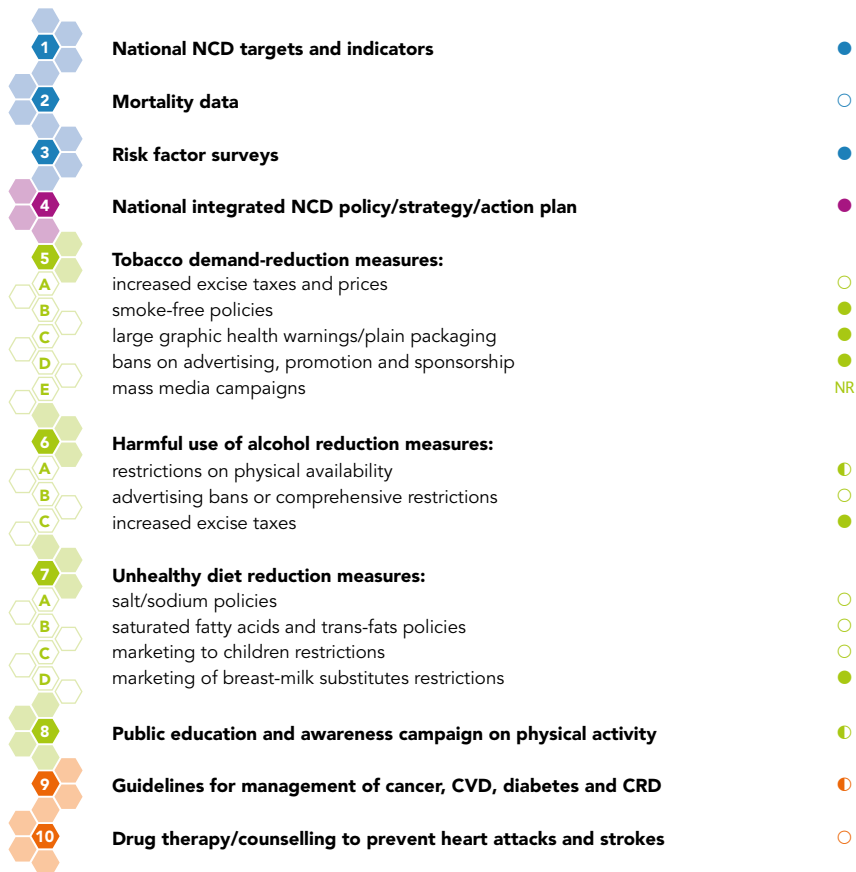 1 National NCD targets and indicators ●
2 Mortality data ○
3 Risk factor surveys ●
4 National integrated NCD policy/strategy/action plan ●
5 Tobacco demand-reduction measures:
A increased excise taxes and prices ○
B smoke-free policies ●
C large graphic health warnings/plain packaging ●
D bans on advertising, promotion and sponsorship ●
E mass media campaigns NR
6 Harmful use of alcohol reduction measures:
A restrictions on physical availability ◐
B advertising bans or comprehensive restrictions ○
C increased excise taxes ●
7 Unhealthy diet reduction measures:
A salt/sodium policies ○
B saturated fatty acids and trans-fats policies ○
C marketing to children restrictions ○
D marketing of breast-milk substitutes restrictions ●
8 Public education and awareness campaign on physical activity ◐
9 Guidelines for management of cancer, CVD, diabetes and CRD ◐
10 Drug therapy/counselling to prevent heart attacks and strokes ○